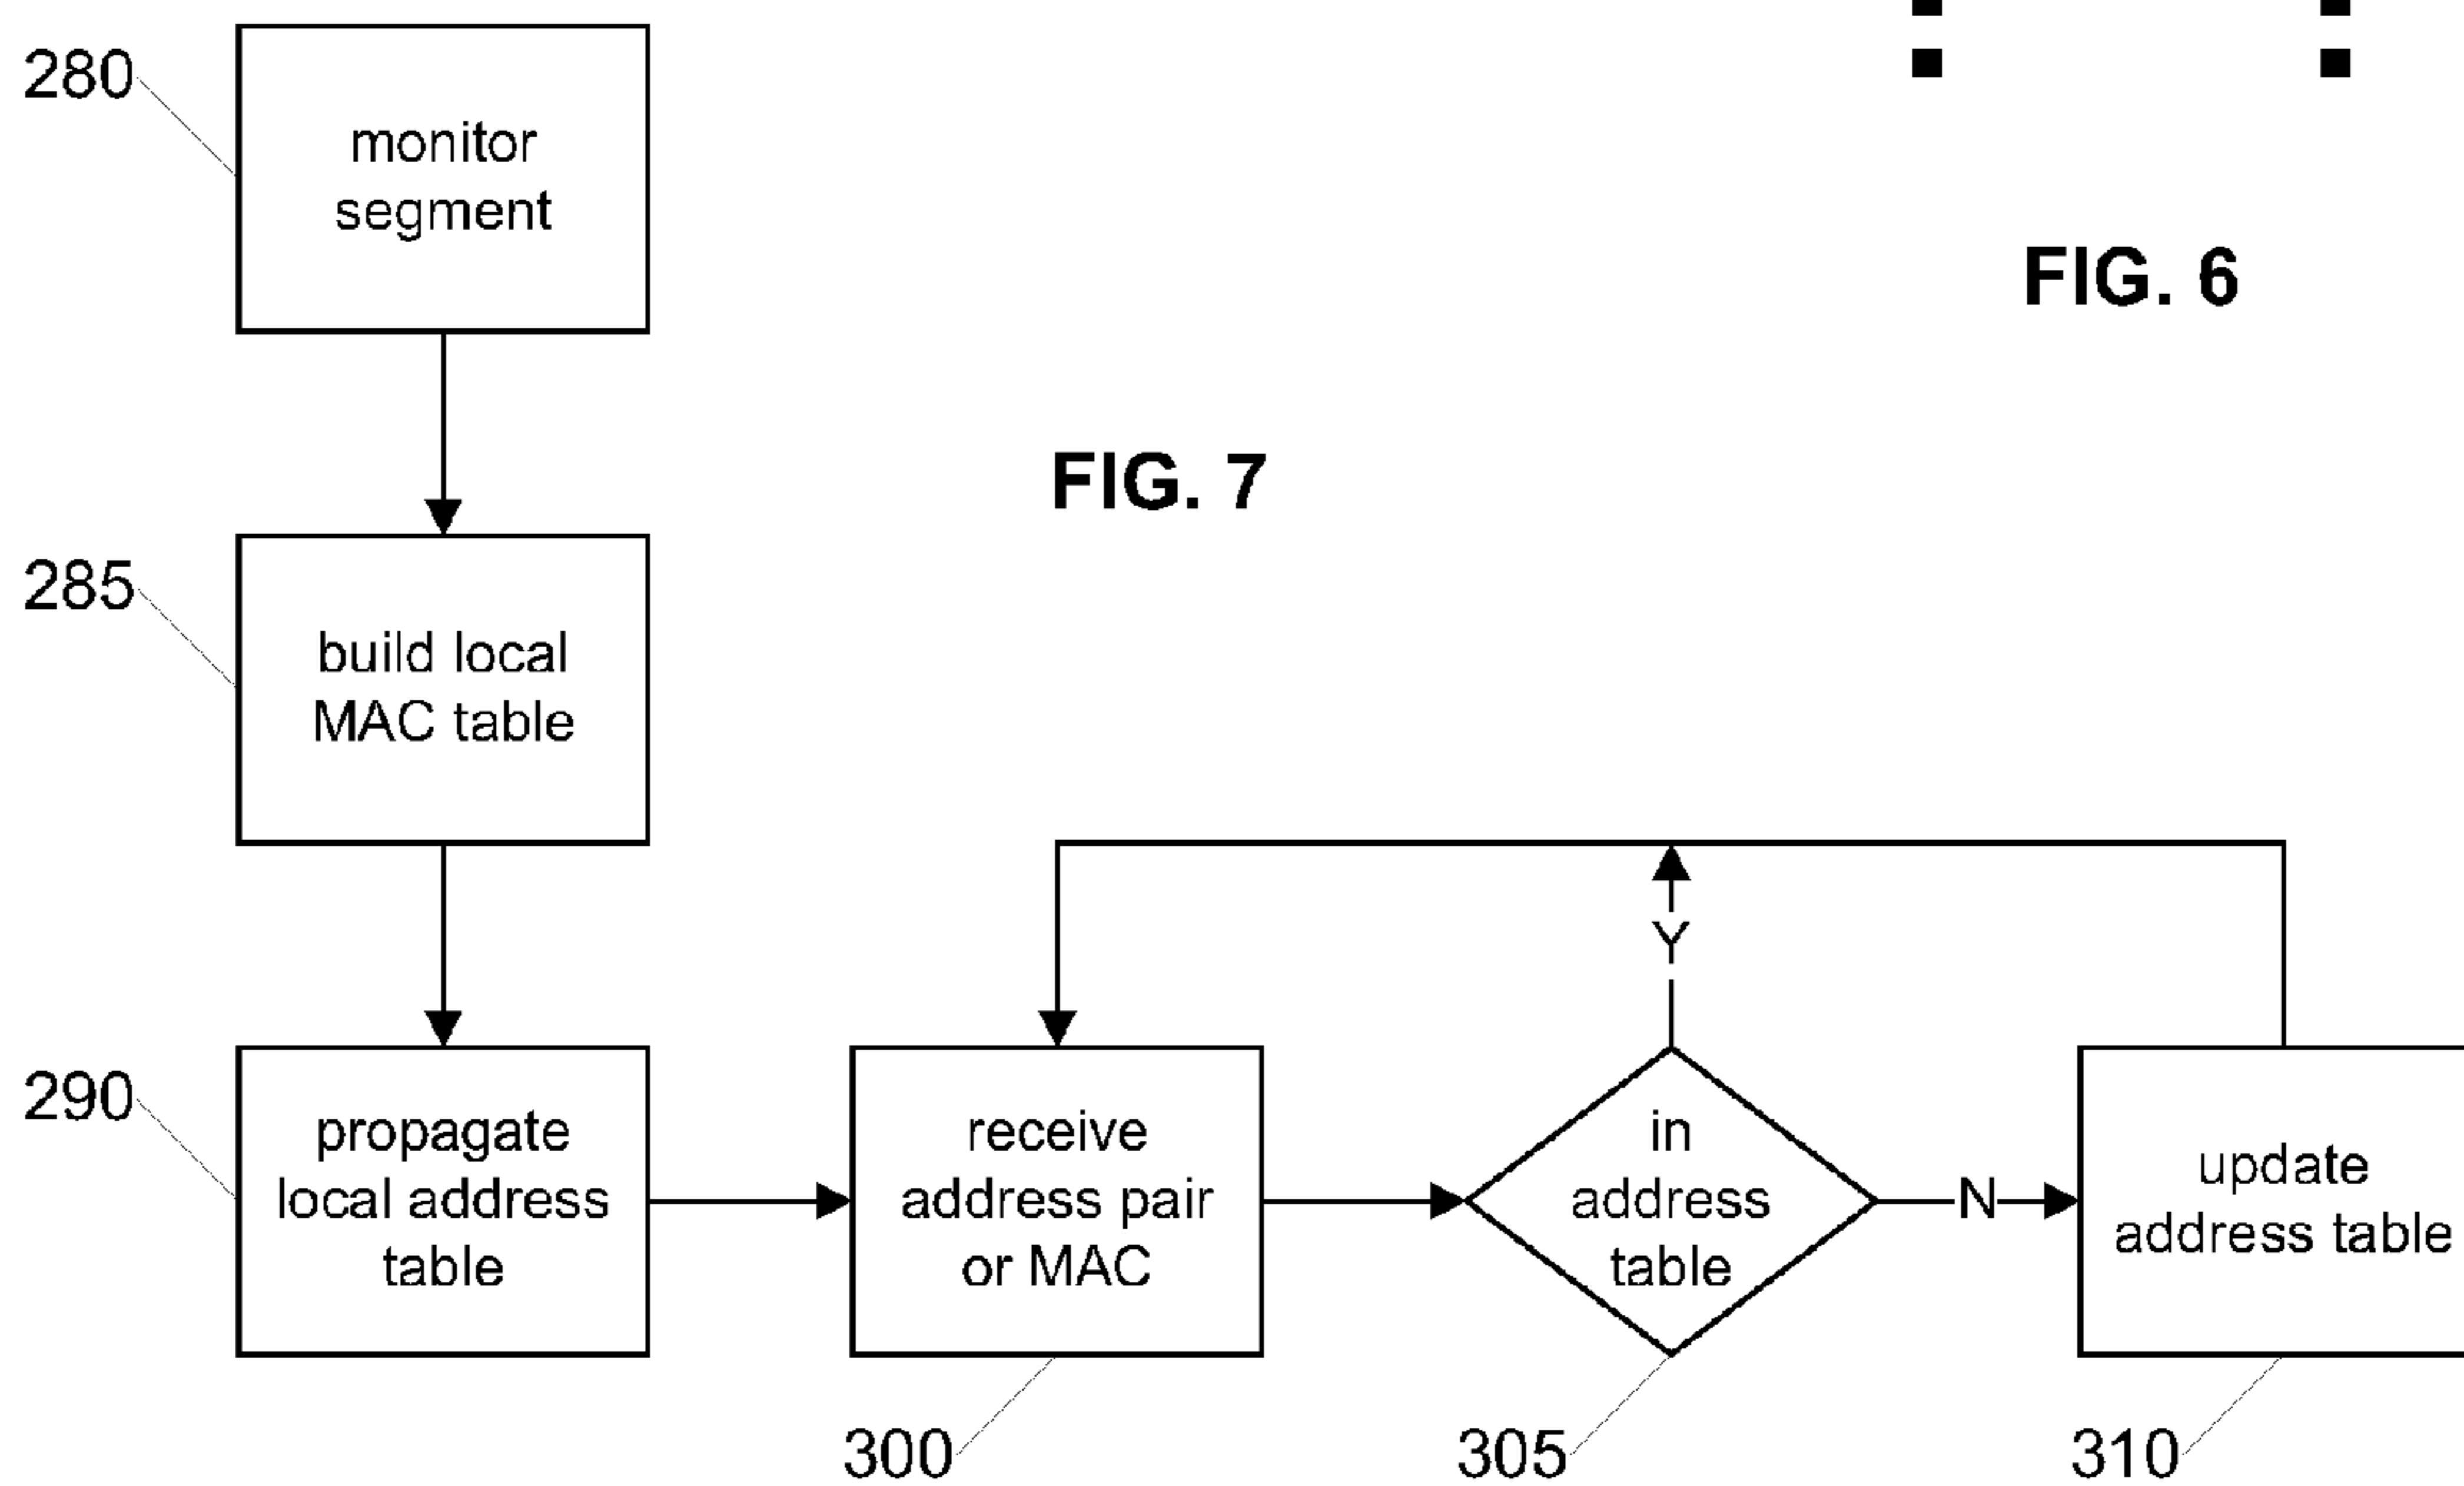 280
monitor
segment
FIG. 6
FIG. 7
285
build local
MAC table
Y
290
propagate
local address
table
receive
address pair
or MAC
in
address
table
N
update
address table
300
305
310